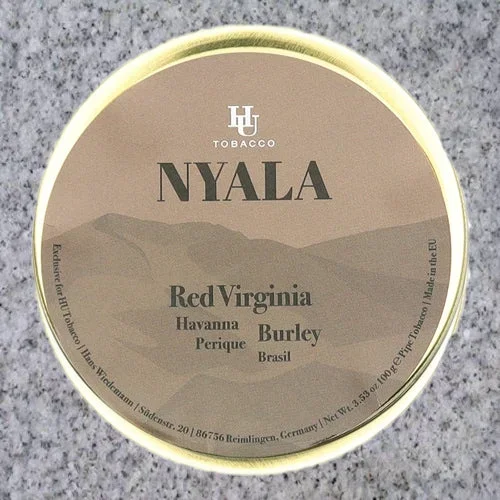 HU
TOBACCO
NYALA
Red Virginia
Havanna
Burley
Perique
Brasil
Exclusive for HU Tobacco | Hans Wiedemann | Südenstr. 20 | 86756 Reimlingen, Germany | Net Wt. 3.53 oz 100g ℮ Pipe Tobacco | Made in the EU